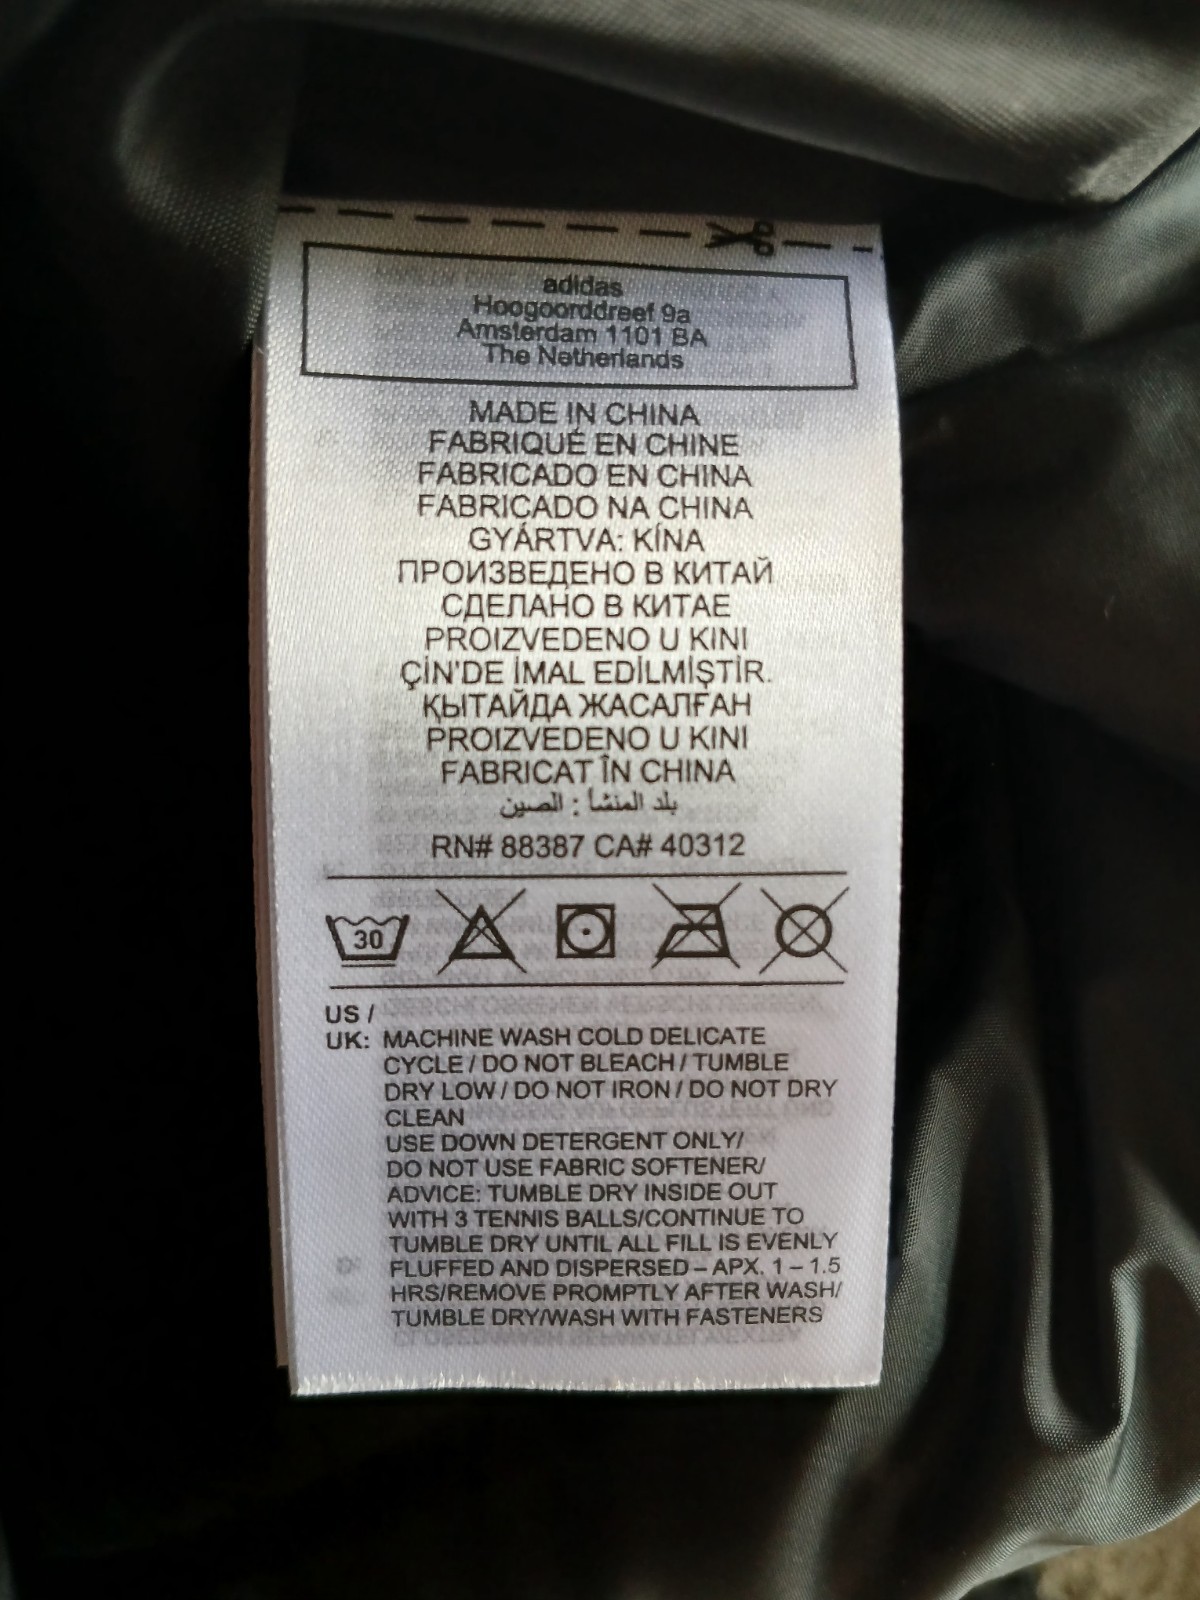 adidas
Hoogoorddreef 9a
Amsterdam 1101 BA
The Netherlands
MADE IN CHINA
FABRIQUÉ EN CHINE
FABRICADO EN CHINA
FABRICADO NA CHINA
GYÁRTVA: KÍNA
ПРОИЗВЕДЕНО В КИТАЙ
СДЕЛАНО В КИТАЕ
PROIZVEDENO U KINI
ÇİN'DE İMAL EDİLMİŞTİR.
ҚЫТАЙДА ЖАСАЛҒАН
PROIZVEDENO U KINI
FABRICAT ÎN CHINA
بلد المنشأ : الصين
RN# 88387 CA# 40312
30
US /
UK: MACHINE WASH COLD DELICATE
CYCLE / DO NOT BLEACH / TUMBLE
DRY LOW / DO NOT IRON / DO NOT DRY
CLEAN
USE DOWN DETERGENT ONLY/
DO NOT USE FABRIC SOFTENER/
ADVICE: TUMBLE DRY INSIDE OUT
WITH 3 TENNIS BALLS/CONTINUE TO
TUMBLE DRY UNTIL ALL FILL IS EVENLY
FLUFFED AND DISPERSED – APX. 1 – 1.5
HRS/REMOVE PROMPTLY AFTER WASH/
TUMBLE DRY/WASH WITH FASTENERS